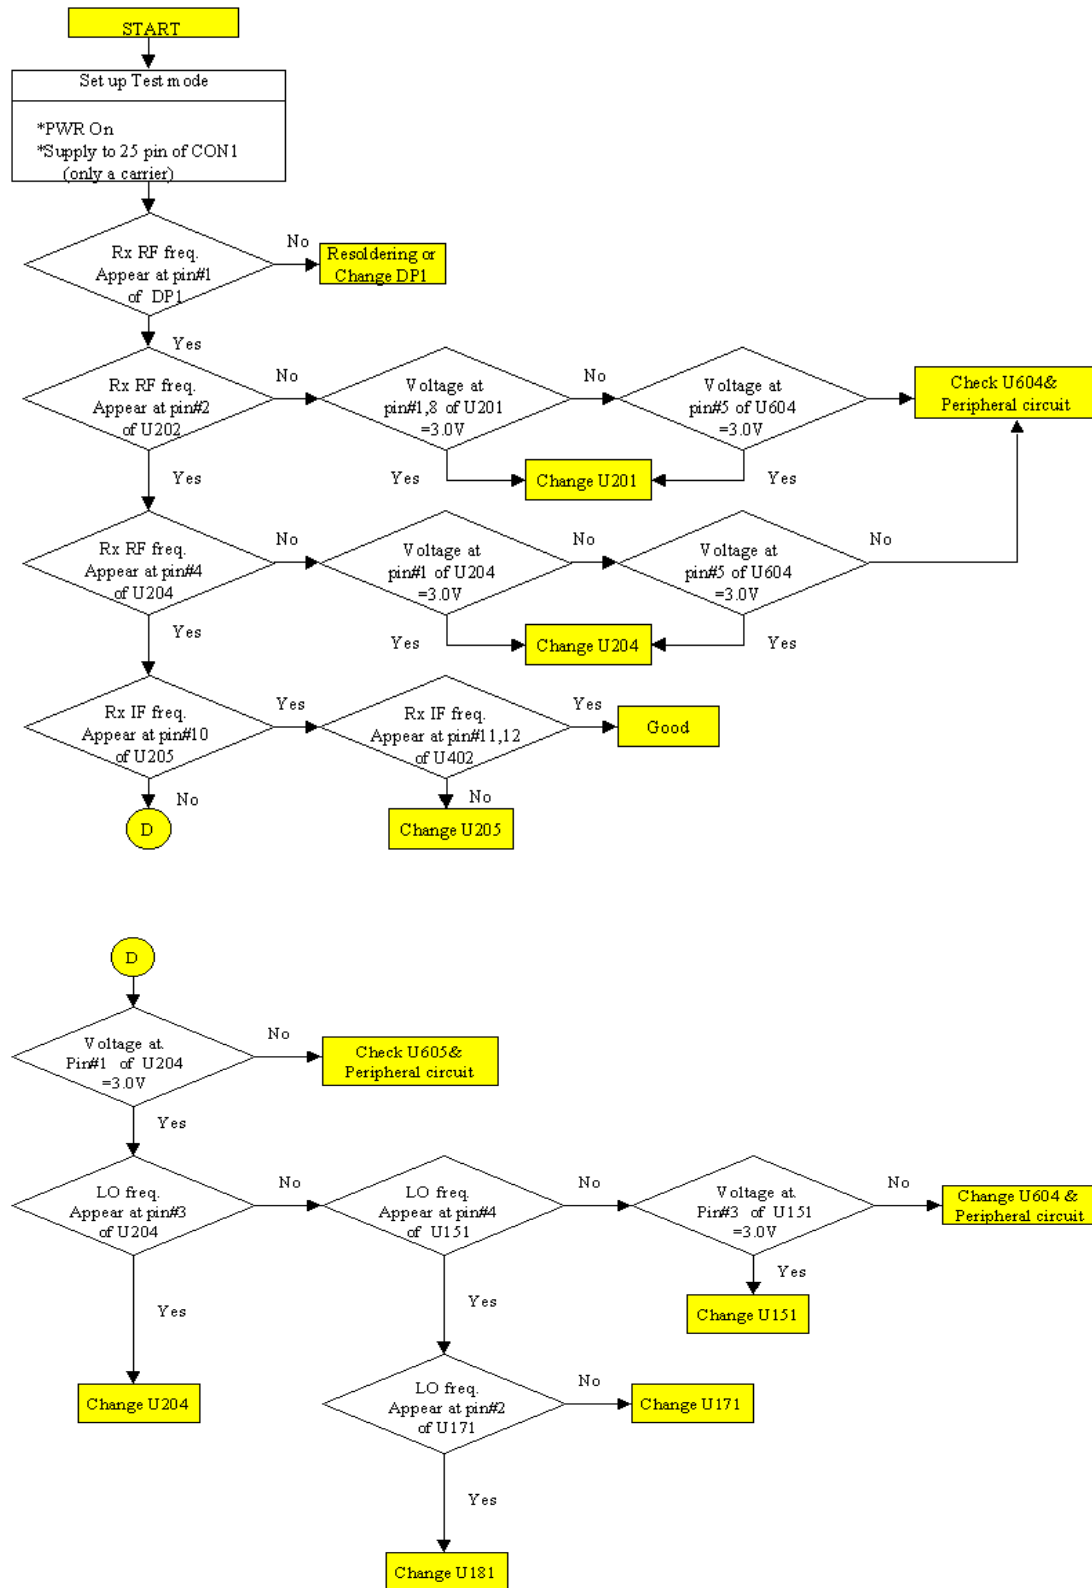 START
Set up Test mode
*PWR On
*Supply to 25 pin of CON1
(only a carrier)
Rx RF freq.
Appear at pin#1
of DP1
No
Resoldering or
Change DP1
Yes
Rx RF freq.
Appear at pin#2
of U202
No
Voltage at
pin#1,8 of U201
=3.0V
No
Voltage at
pin#5 of U604
=3.0V
Check U604&
Peripheral circuit
Yes
Yes
Change U201
Yes
Rx RF freq.
Appear at pin#4
of U204
No
Voltage at
pin#1 of U204
=3.0V
No
Voltage at
pin#5 of U604
=3.0V
No
Yes
Yes
Change U204
Yes
Rx IF freq.
Appear at pin#10
of U205
Yes
Rx IF freq.
Appear at pin#11,12
of U402
Yes
Good
No
No
D
Change U205
D
Voltage at
Pin#1 of U204
=3.0V
No
Check U605&
Peripheral circuit
Yes
LO freq.
Appear at pin#3
of U204
No
LO freq.
Appear at pin#4
of U151
No
Voltage at
Pin#3 of U151
=3.0V
No
Change U604 &
Peripheral circuit
Yes
Yes
Yes
Change U151
Change U204
LO freq.
Appear at pin#2
of U171
No
Change U171
Yes
Change U181